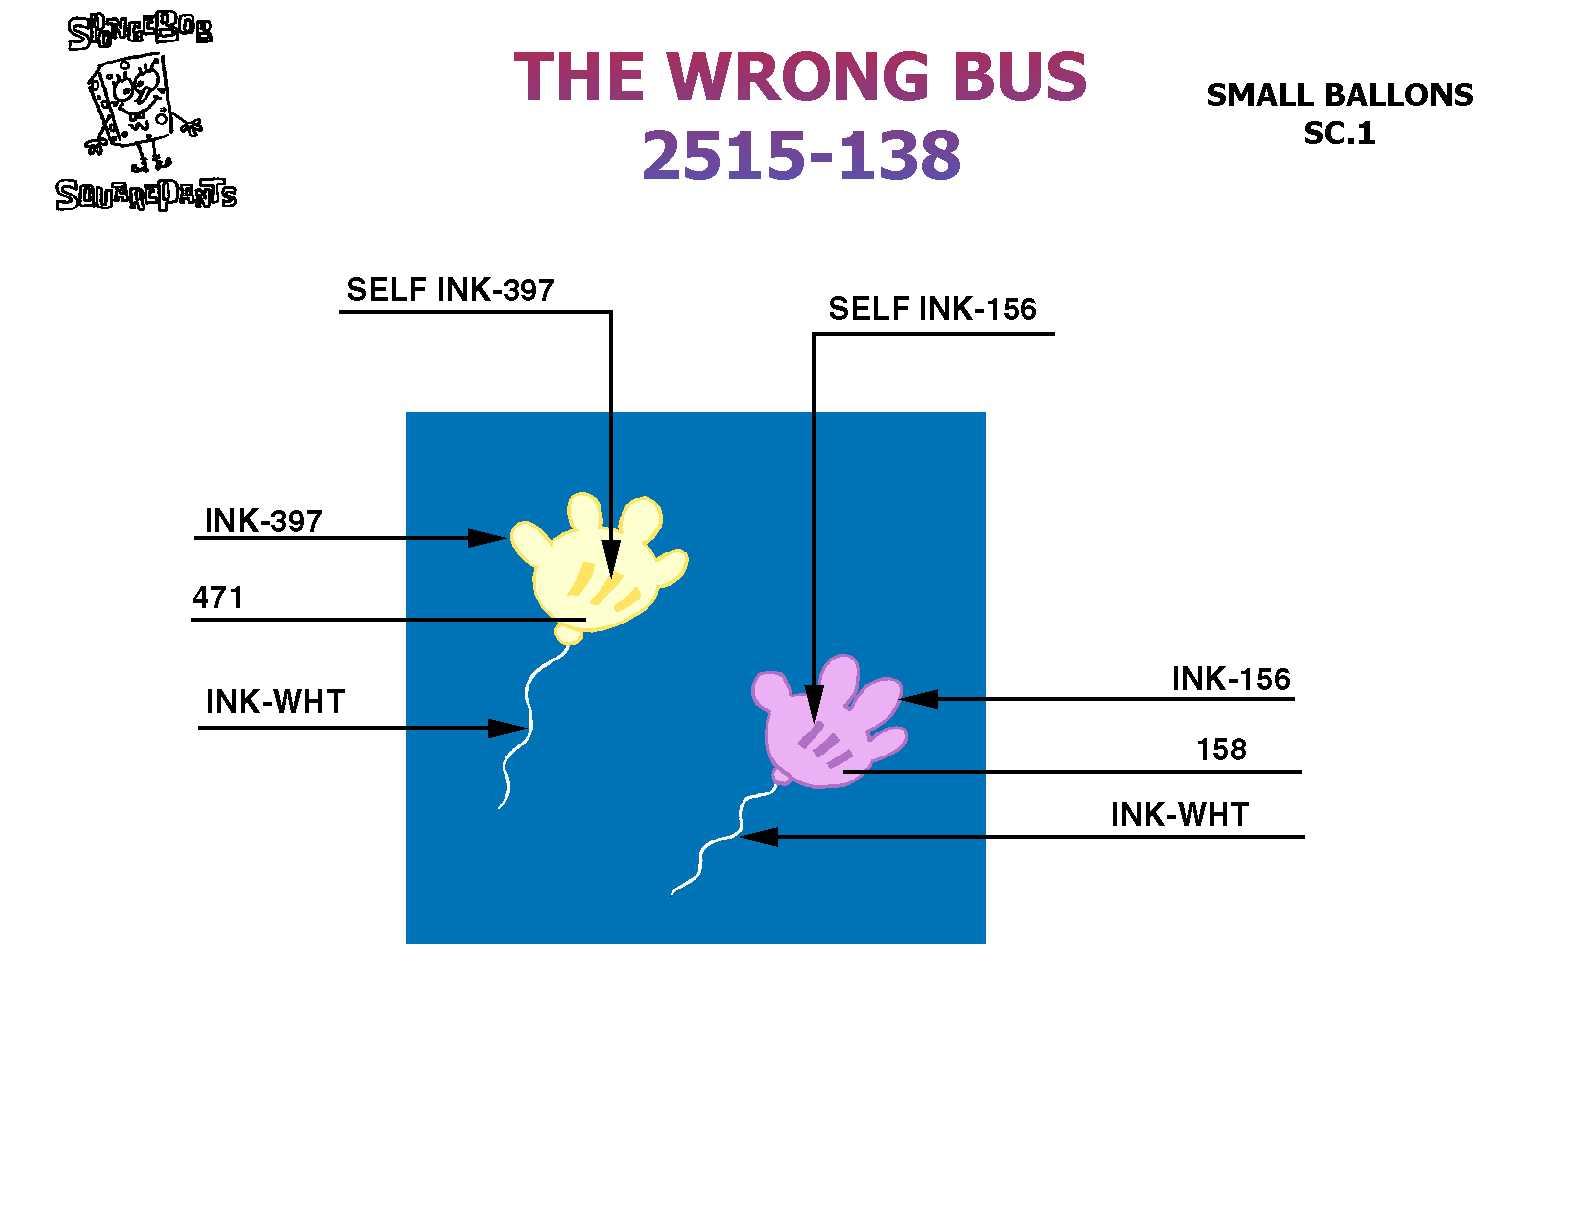 SPONGEBOB
SQUAREPANTS
THE WRONG BUS
2515-138
SMALL BALLONS
SC.1
SELF INK-397
SELF INK-156
INK-397
471
INK-WHT
INK-156
158
INK-WHT